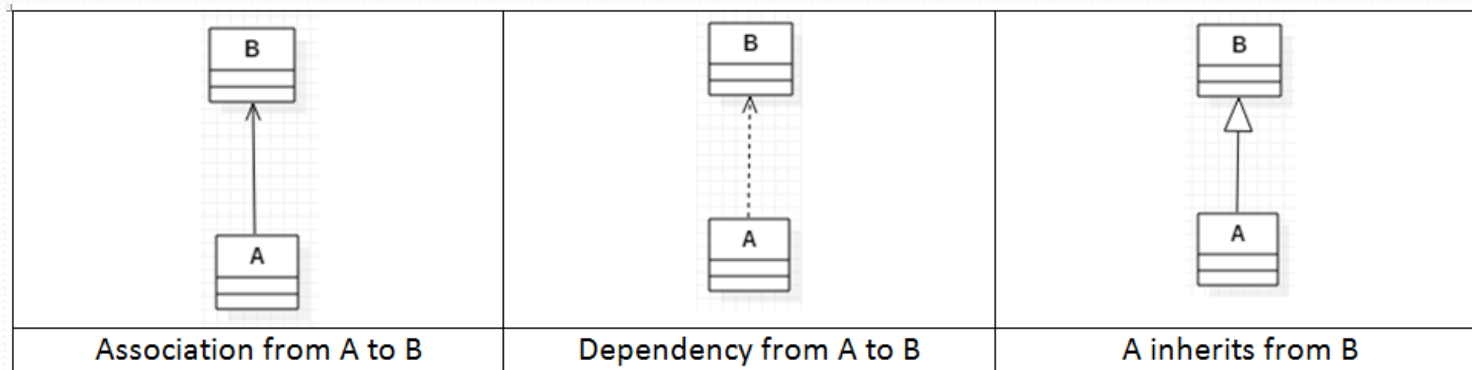 B
B
B
A
A
A
Association from A to B
Dependency from A to B
A inherits from B